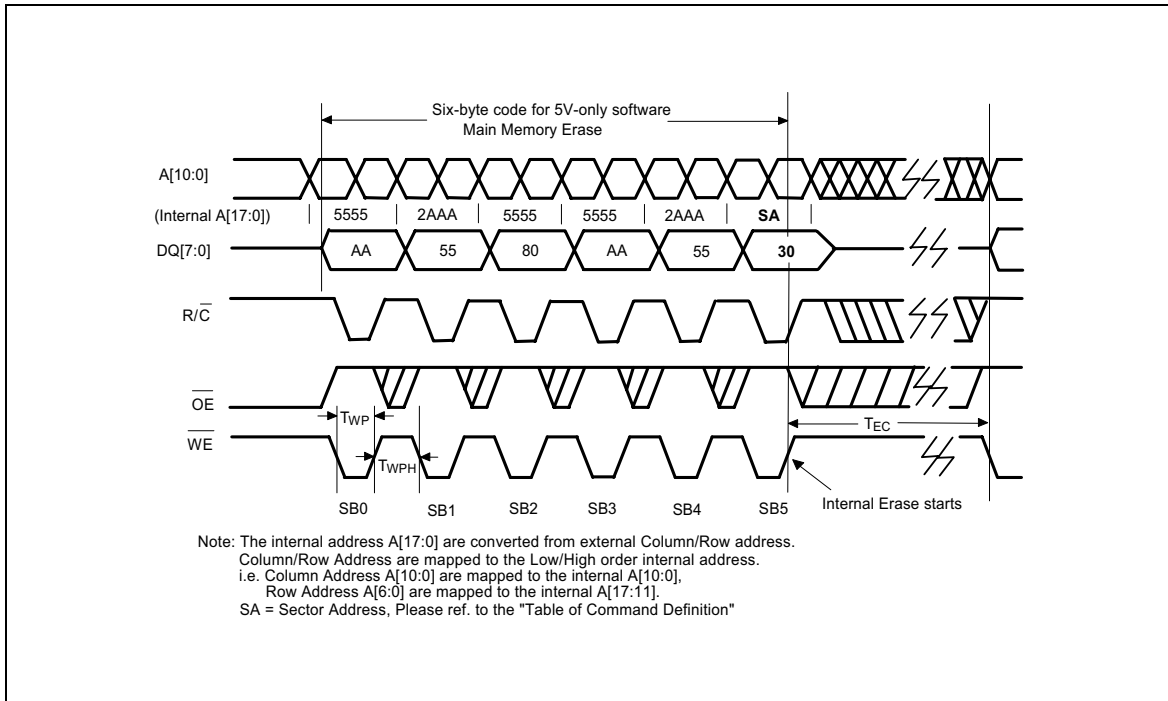 Six-byte code for 5V-only software
Main Memory Erase
A[10:0]
(Internal A[17:0]) 5555 2AAA 5555 5555 2AAA SA
DQ[7:0] AA 55 80 AA 55 30
R/C̅
O̅E̅
TWP
TEC
W̅E̅
TWPH
Internal Erase starts
SB0 SB1 SB2 SB3 SB4 SB5
Note: The internal address A[17:0] are converted from external Column/Row address.
Column/Row Address are mapped to the Low/High order internal address.
i.e. Column Address A[10:0] are mapped to the internal A[10:0],
Row Address A[6:0] are mapped to the internal A[17:11].
SA = Sector Address, Please ref. to the "Table of Command Definition"